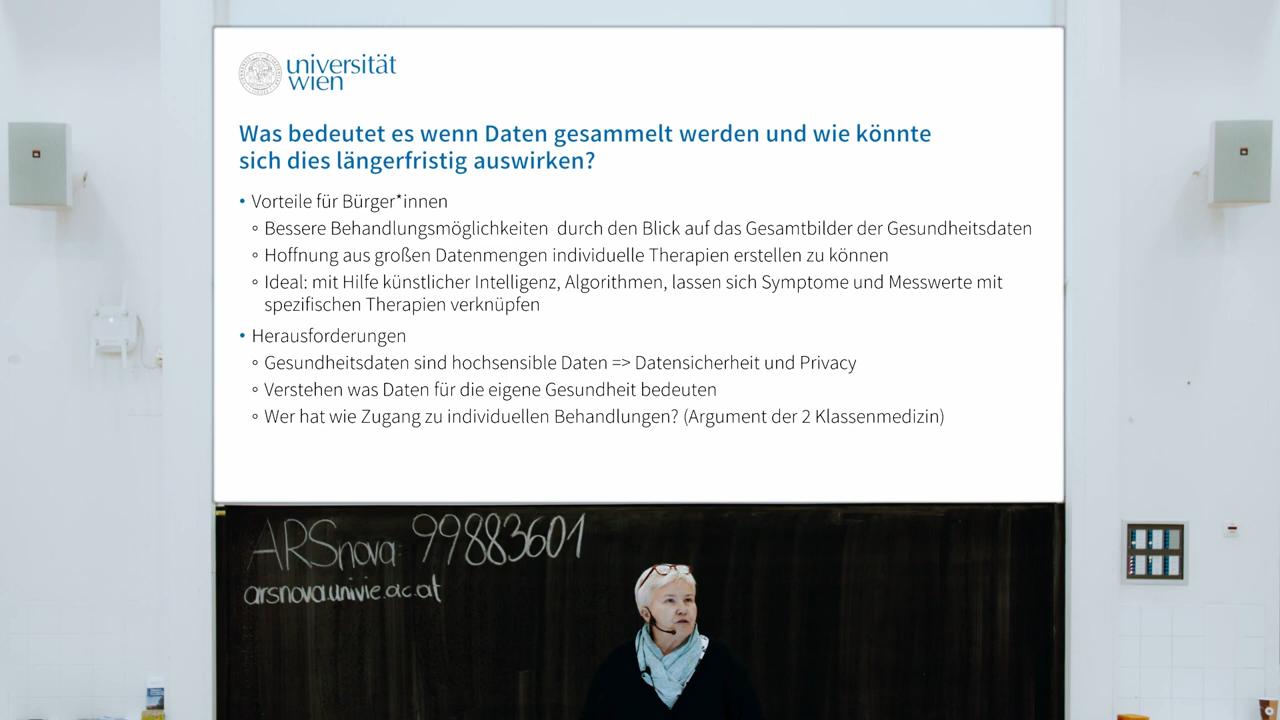 universität
wien
Was bedeutet es wenn Daten gesammelt werden und wie könnte
sich dies längerfristig auswirken?
• Vorteile für Bürger*innen
◦ Bessere Behandlungsmöglichkeiten durch den Blick auf das Gesamtbilder der Gesundheitsdaten
◦ Hoffnung aus großen Datenmengen individuelle Therapien erstellen zu können
◦ Ideal: mit Hilfe künstlicher Intelligenz, Algorithmen, lassen sich Symptome und Messwerte mit
spezifischen Therapien verknüpfen
• Herausforderungen
◦ Gesundheitsdaten sind hochsensible Daten => Datensicherheit und Privacy
◦ Verstehen was Daten für die eigene Gesundheit bedeuten
◦ Wer hat wie Zugang zu individuellen Behandlungen? (Argument der 2 Klassenmedizin)
ARSnova: 99883601
arsnova.univie.ac.at